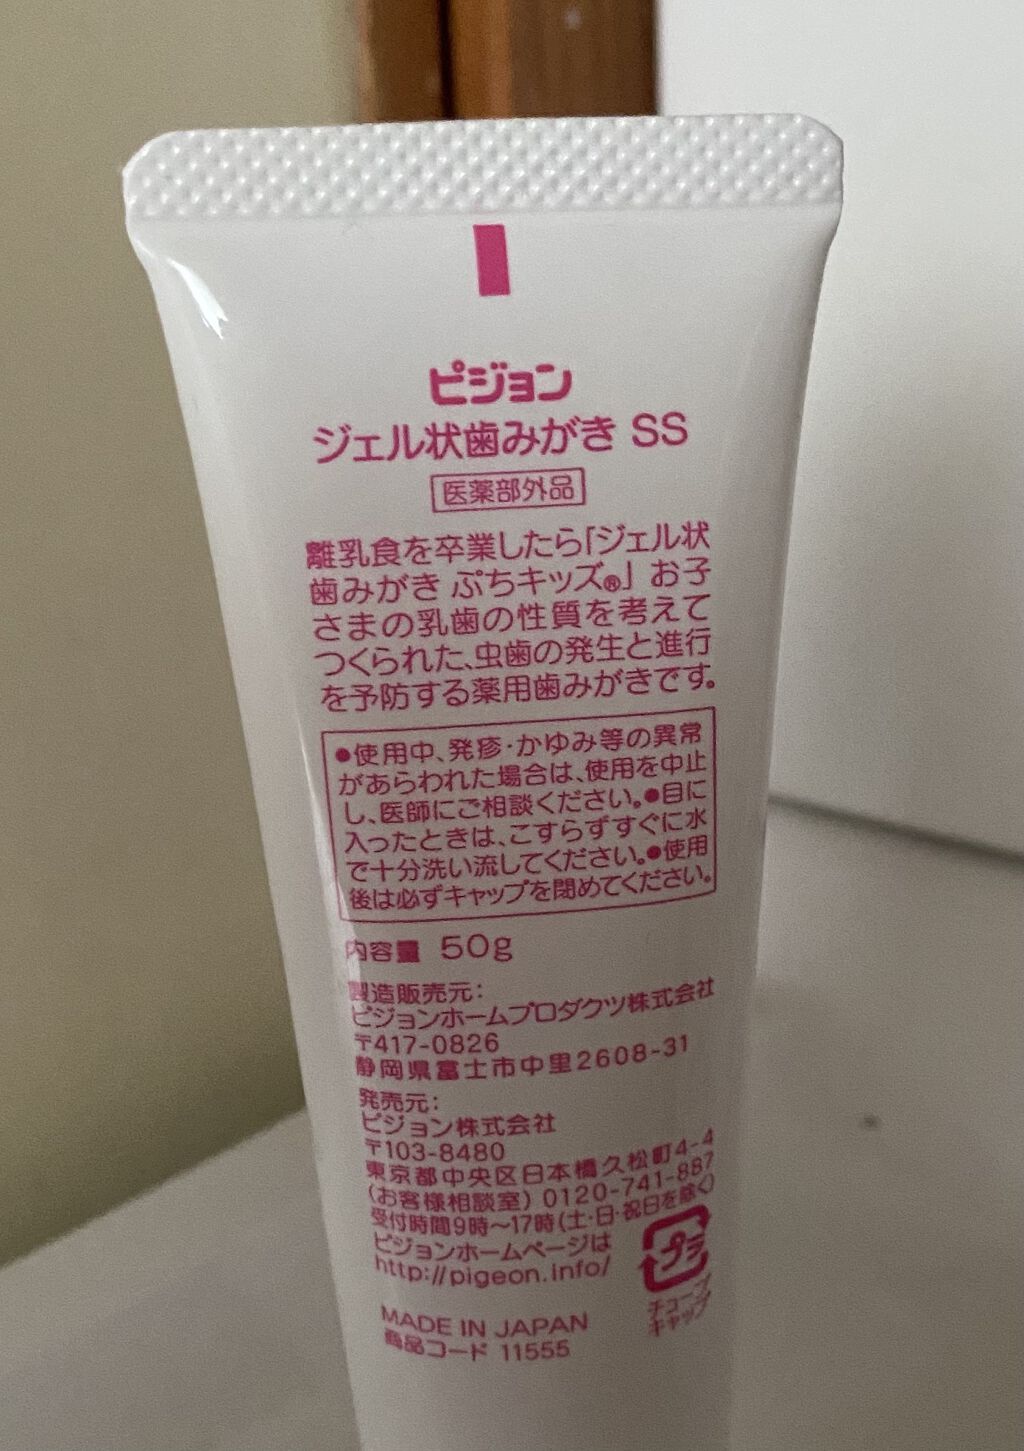 ピジョン
ジェル状歯みがき SS
医薬部外品
離乳食を卒業したら「ジェル状
歯みがき ぷちキッズ®」 お子
さまの乳歯の性質を考えて
つくられた、虫歯の発生と進行
を予防する薬用歯みがきです。
●使用中、発疹・かゆみ等の異常
があらわれた場合は、使用を中止
し、医師にご相談ください。●目に
入ったときは、こすらずすぐに水
で十分洗い流してください。●使用
後は必ずキャップを閉めてください。
内容量 50g
製造販売元：
ピジョンホームプロダクツ株式会社
〒417-0826
静岡県富士市中里2608-31
発売元：
ピジョン株式会社
〒103-8480
東京都中央区日本橋久松町4-4
(お客様相談室) 0120-741-887
受付時間9時～17時(土・日・祝日を除く)
ピジョンホームページは
http://pigeon.info/
プラ
チューブ
キャップ
MADE IN JAPAN
商品コード 11555